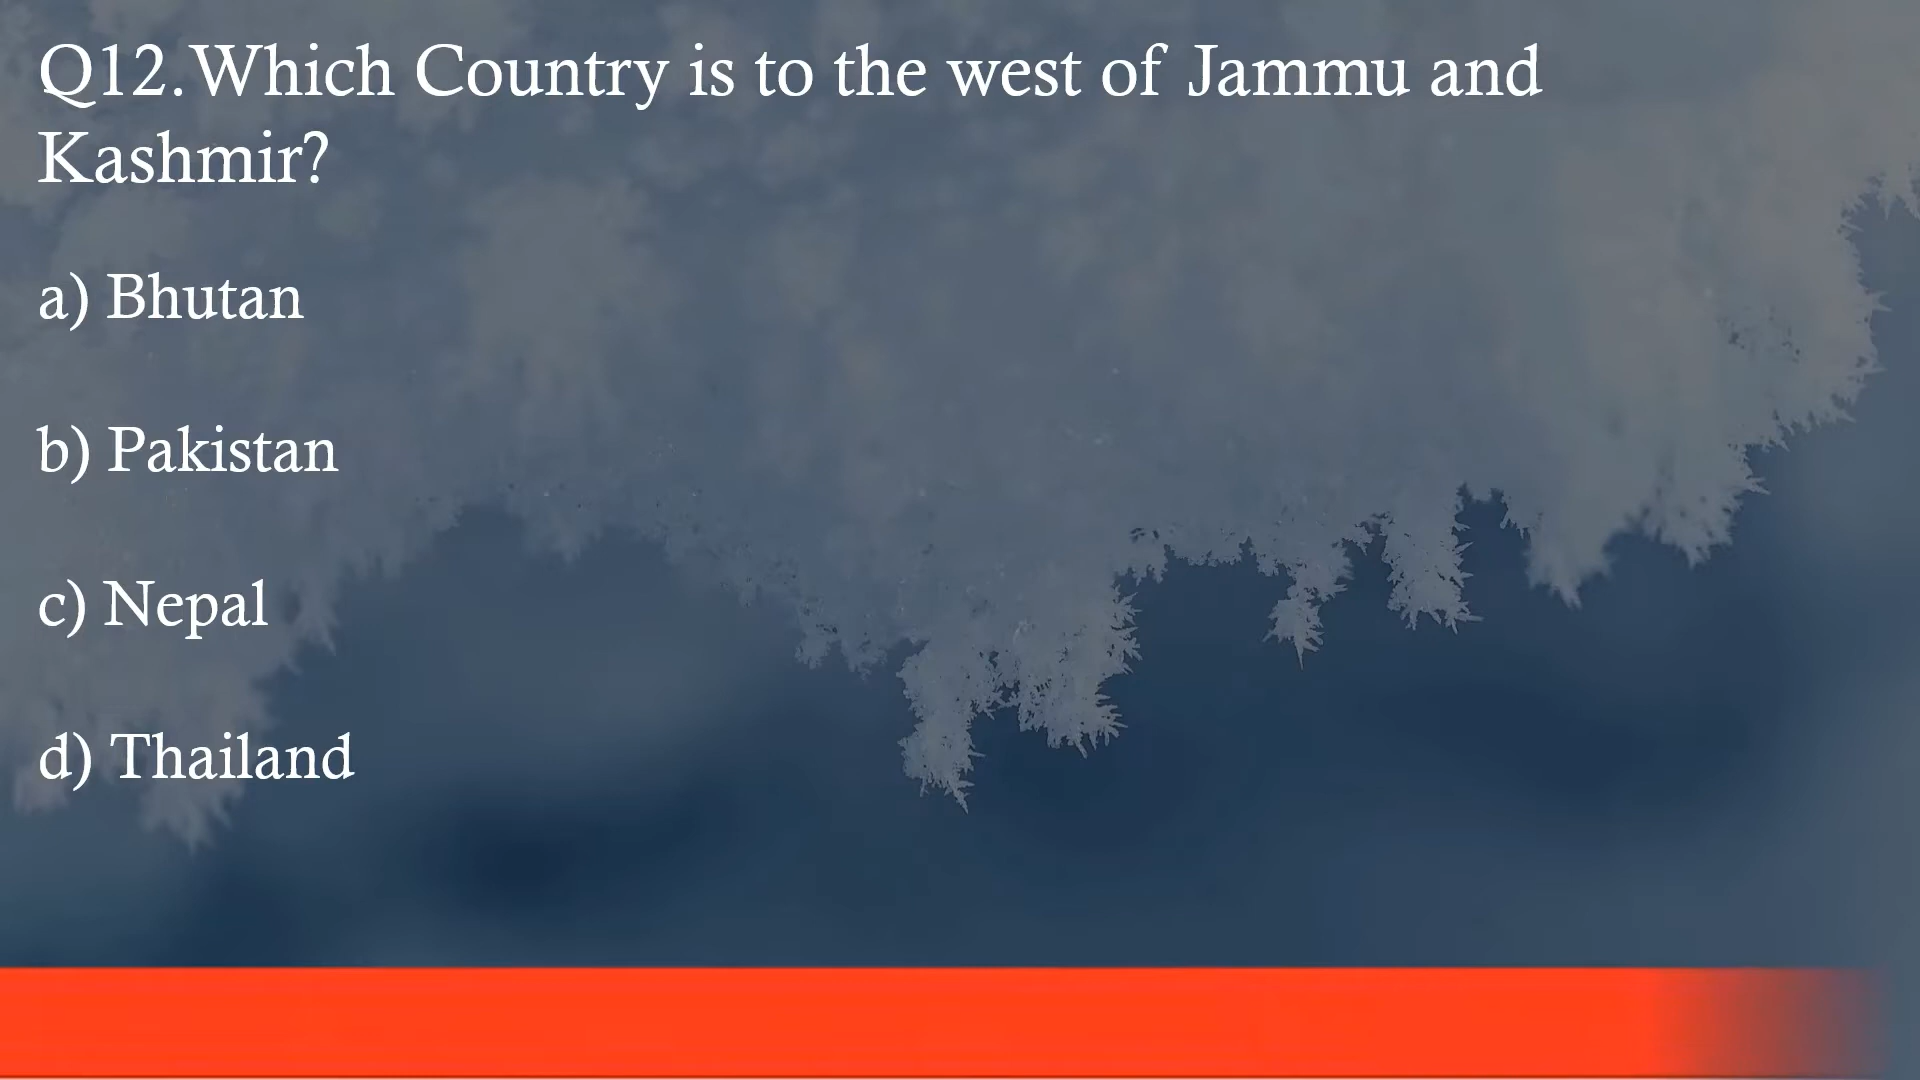 Q12.Which Country is to the west of Jammu and
Kashmir?
a) Bhutan
b) Pakistan
c) Nepal
d) Thailand